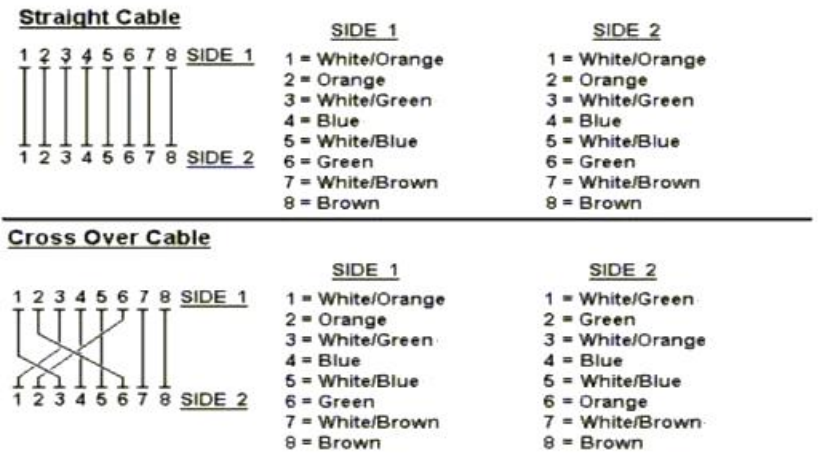 Straight Cable
1 2 3 4 5 6 7 8 SIDE 1
1 2 3 4 5 6 7 8 SIDE 2
SIDE 1
1 = White/Orange
2 = Orange
3 = White/Green
4 = Blue
5 = White/Blue
6 = Green
7 = White/Brown
8 = Brown
SIDE 2
1 = White/Orange
2 = Orange
3 = White/Green
4 = Blue
5 = White/Blue
6 = Green
7 = White/Brown
8 = Brown
Cross Over Cable
1 2 3 4 5 6 7 8 SIDE 1
1 2 3 4 5 6 7 8 SIDE 2
SIDE 1
1 = White/Orange
2 = Orange
3 = White/Green
4 = Blue
5 = White/Blue
6 = Green
7 = White/Brown
8 = Brown
SIDE 2
1 = White/Green
2 = Green
3 = White/Orange
4 = Blue
5 = White/Blue
6 = Orange
7 = White/Brown
8 = Brown